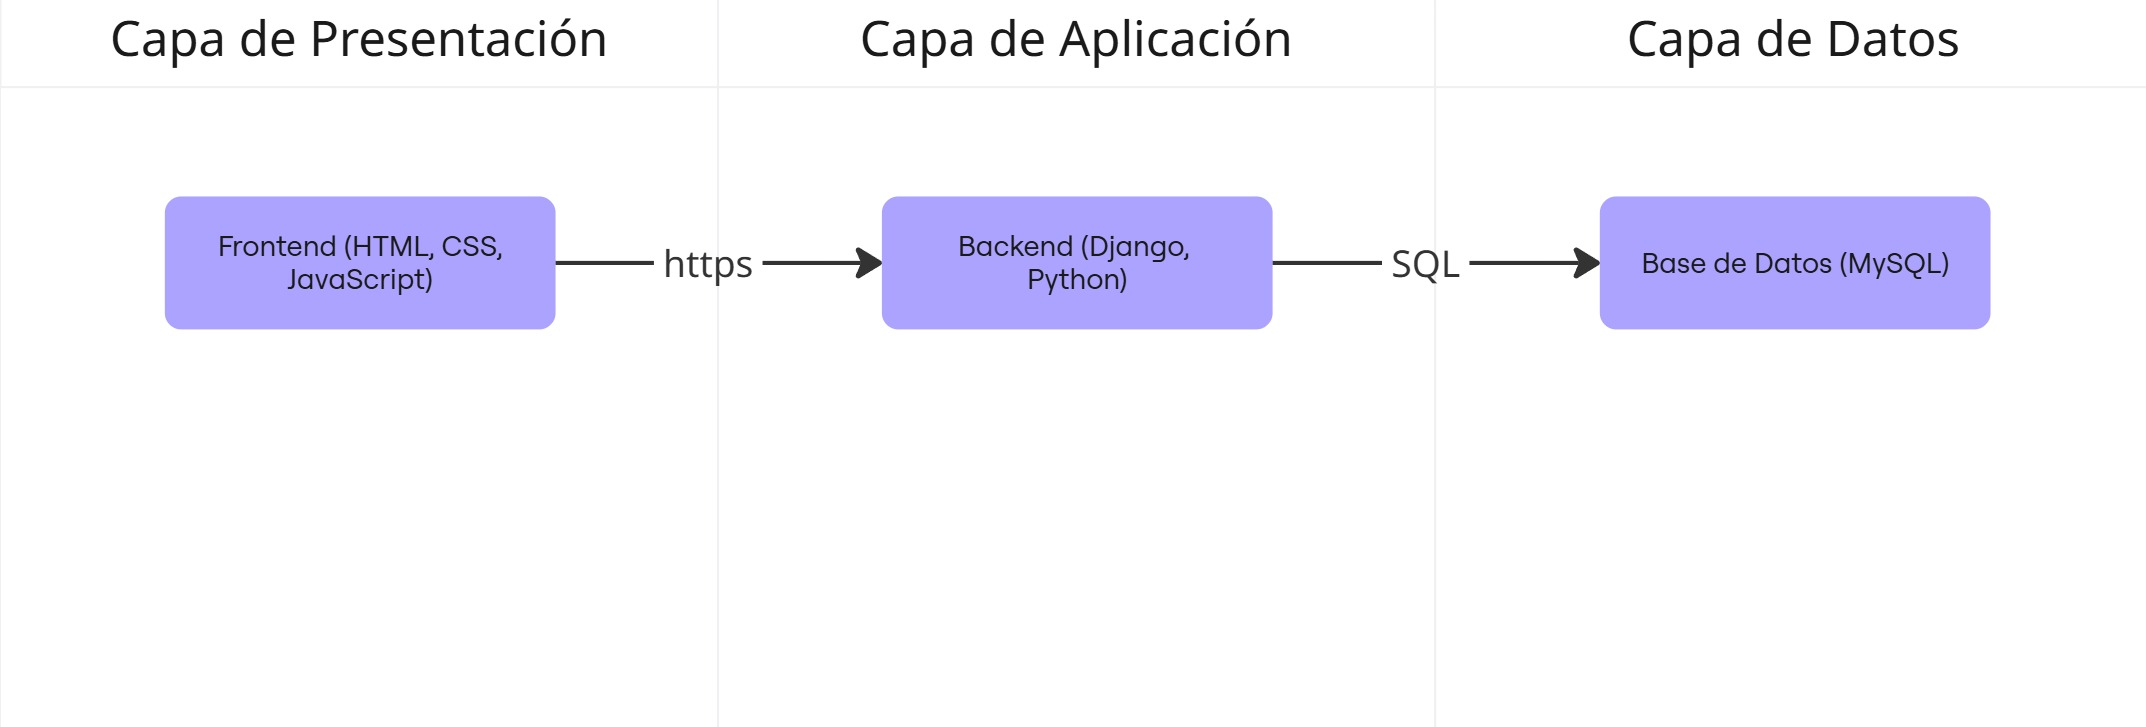 Capa de Presentación
Capa de Aplicación
Capa de Datos
Frontend (HTML, CSS,
JavaScript)
https
Backend (Django,
Python)
SQL
Base de Datos (MySQL)